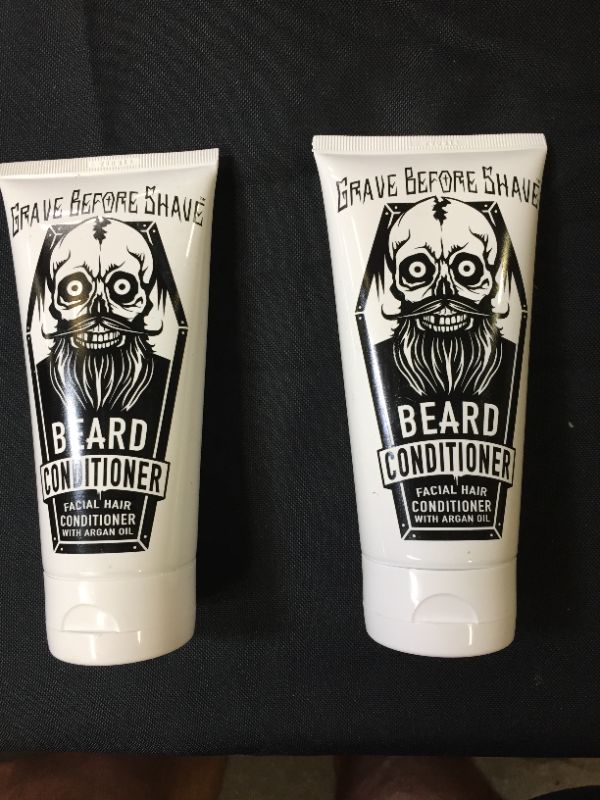 GRAVE BEFORE SHAVE
BEARD
CONDITIONER
FACIAL HAIR
CONDITIONER
WITH ARGAN OIL
GRAVE BEFORE SHAVE
BEARD
CONDITIONER
FACIAL HAIR
CONDITIONER
WITH ARGAN OIL